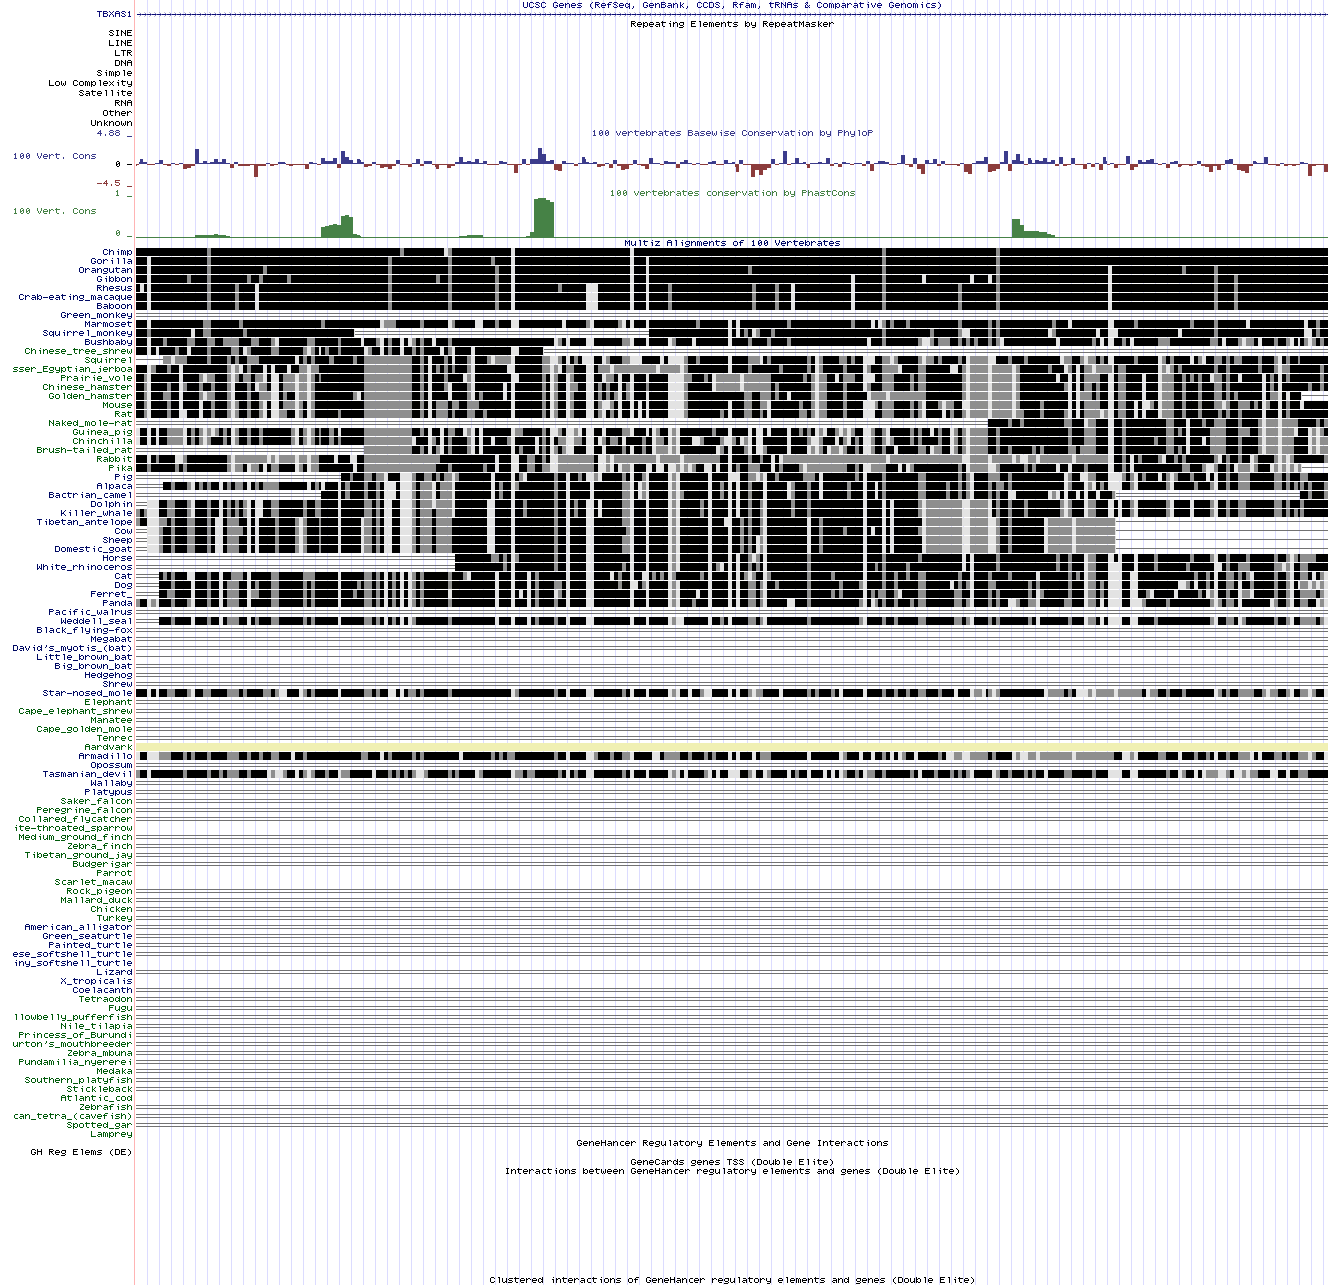 UCSC Genes (RefSeq, GenBank, CCDS, Rfam, tRNAs & Comparative Genomics)
TBXAS1
Repeating Elements by RepeatMasker
SINE
LINE
LTR
DNA
Simple
Low Complexity
Satellite
RNA
Other
Unknown
4.88 _
100 vertebrates Basewise Conservation by PhyloP
100 Vert. Cons
0 _
-4.5 _
1 _
100 vertebrates conservation by PhastCons
100 Vert. Cons
0 _
Multiz Alignments of 100 Vertebrates
Chimp
Gorilla
Orangutan
Gibbon
Rhesus
Crab-eating_macaque
Baboon
Green_monkey
Marmoset
Squirrel_monkey
Bushbaby
Chinese_tree_shrew
Squirrel
sser_Egyptian_jerboa
Prairie_vole
Chinese_hamster
Golden_hamster
Mouse
Rat
Naked_mole-rat
Guinea_pig
Chinchilla
Brush-tailed_rat
Rabbit
Pika
Pig
Alpaca
Bactrian_camel
Dolphin
Killer_whale
Tibetan_antelope
Cow
Sheep
Domestic_goat
Horse
White_rhinoceros
Cat
Dog
Ferret_
Panda
Pacific_walrus
Weddell_seal
Black_flying-fox
Megabat
David's_myotis_(bat)
Little_brown_bat
Big_brown_bat
Hedgehog
Shrew
Star-nosed_mole
Elephant
Cape_elephant_shrew
Manatee
Cape_golden_mole
Tenrec
Aardvark
Armadillo
Opossum
Tasmanian_devil
Wallaby
Platypus
Saker_falcon
Peregrine_falcon
Collared_flycatcher
ite-throated_sparrow
Medium_ground_finch
Zebra_finch
Tibetan_ground_jay
Budgerigar
Parrot
Scarlet_macaw
Rock_pigeon
Mallard_duck
Chicken
Turkey
American_alligator
Green_seaturtle
Painted_turtle
ese_softshell_turtle
iny_softshell_turtle
Lizard
X_tropicalis
Coelacanth
Tetraodon
Fugu
llowbelly_pufferfish
Nile_tilapia
Princess_of_Burundi
urton's_mouthbreeder
Zebra_mbuna
Pundamilia_nyererei
Medaka
Southern_platyfish
Stickleback
Atlantic_cod
Zebrafish
can_tetra_(cavefish)
Spotted_gar
Lamprey
GeneHancer Regulatory Elements and Gene Interactions
GH Reg Elems (DE)
GeneCards genes TSS (Double Elite)
Interactions between GeneHancer regulatory elements and genes (Double Elite)
Clustered interactions of GeneHancer regulatory elements and genes (Double Elite)